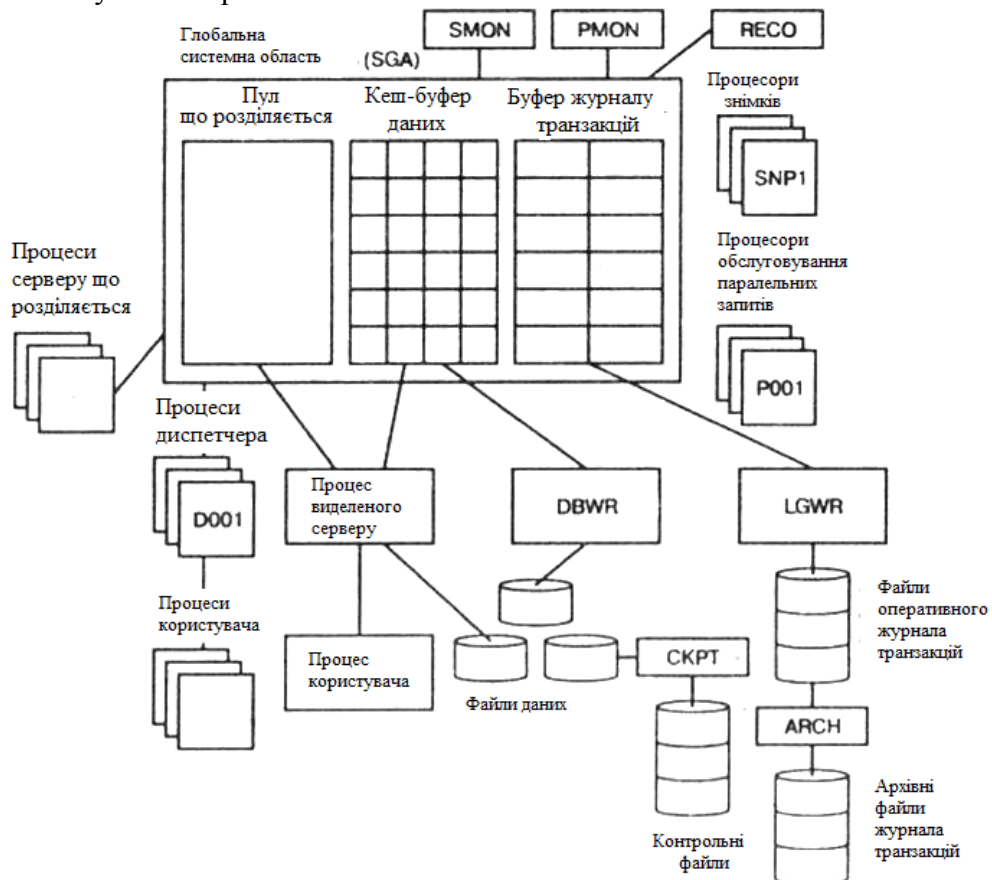 Глобальна
системна область
(SGA)
SMON
PMON
RECO
Пул
що розділяється
Кеш-буфер
даних
Буфер журналу
транзакцій
Процесори
знімків
SNP1
Процеси
серверу що
розділяється
Процесори
обслуговування
паралельних
запитів
P001
Процеси
диспетчера
D001
Процес
виделеного
серверу
DBWR
LGWR
Процеси
користувача
Процес
користувача
Файли даних
CKPT
Файли
оперативного
журнала
транзакцій
ARCH
Контрольні
файли
Архівні
файли
журнала
транзакцій